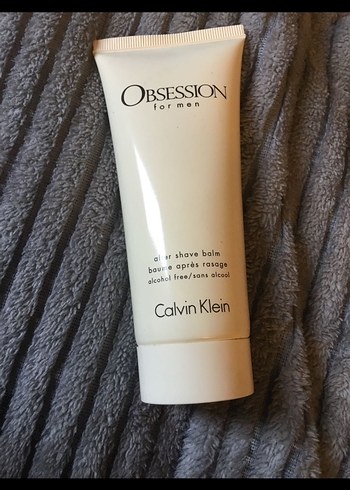 OBSESSION
for men
after shave balm
baume après rasage
alcohol free/sans alcool
Calvin Klein